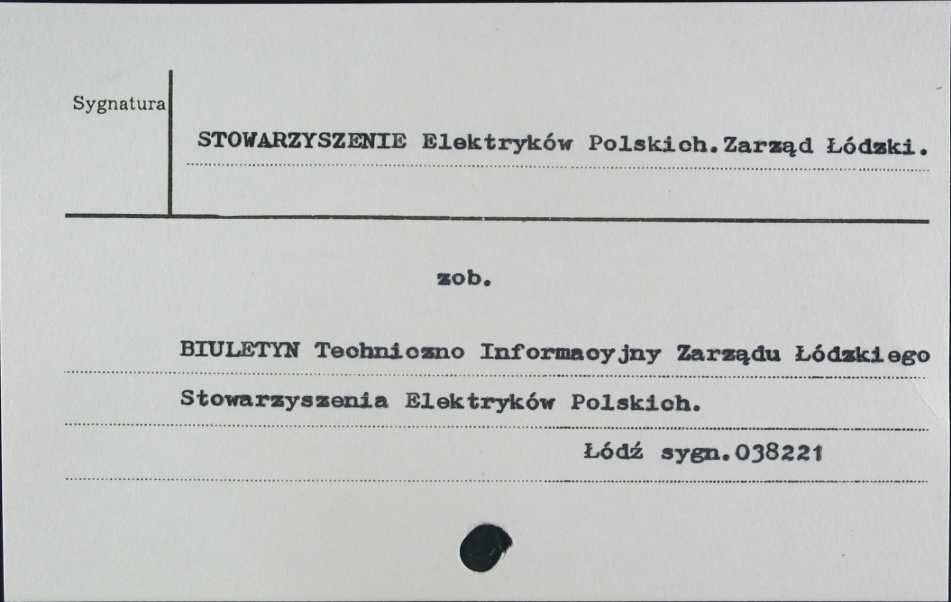 Sygnatura
STOWARZYSZENIE Elektryków Polskich.Zarząd Łódzki.
zob.
BIULETYN Techniczno Informacyjny Zarządu Łódzkiego
Stowarzyszenia Elektryków Polskich.
Łódź sygn.038221